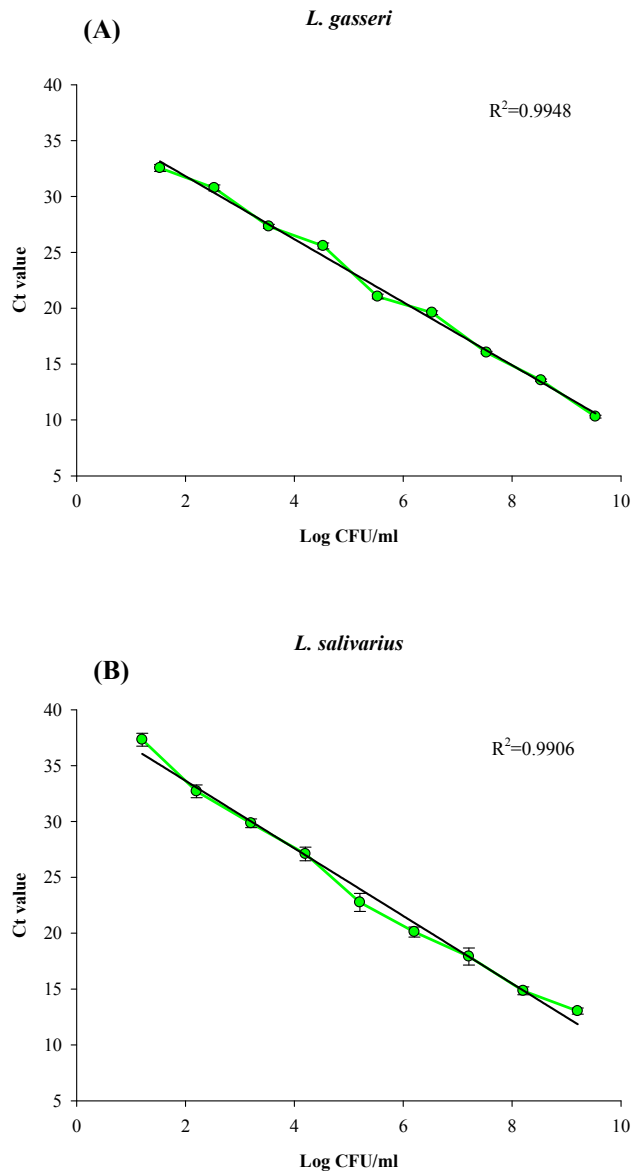 (A)
L. gasseri
R²=0.9948
40
35
30
25
20
15
10
5
Ct value
0 2 4 6 8 10
Log CFU/ml
L. salivarius
(B)
R²=0.9906
40
35
30
25
20
15
10
5
Ct value
0 2 4 6 8 10
Log CFU/ml